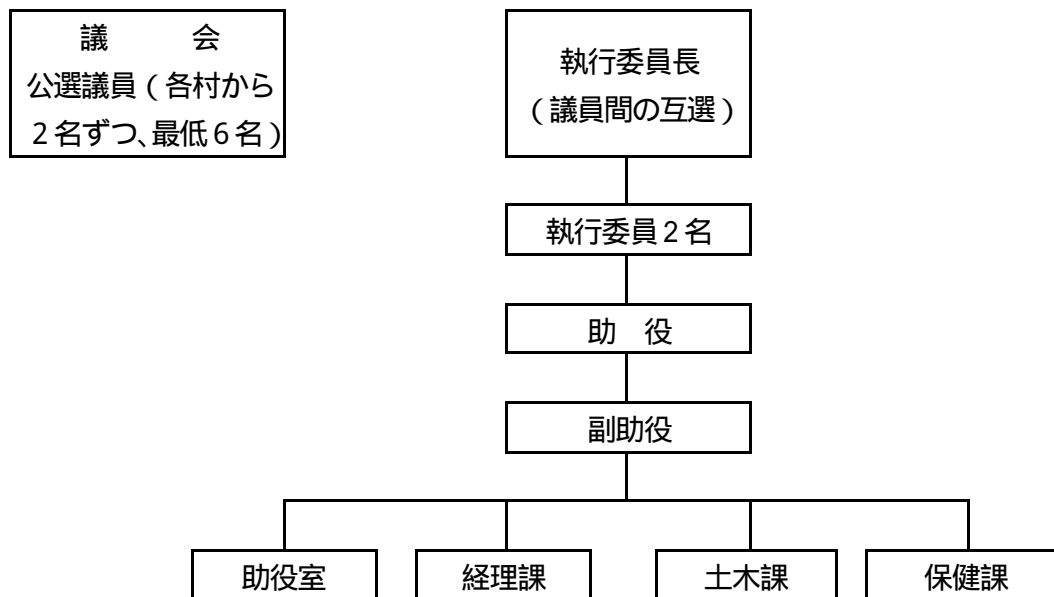 議　　会
公選議員（各村から
2名ずつ、最低6名）
執行委員長
（議員間の互選）
執行委員2名
助　役
副助役
助役室
経理課
土木課
保健課